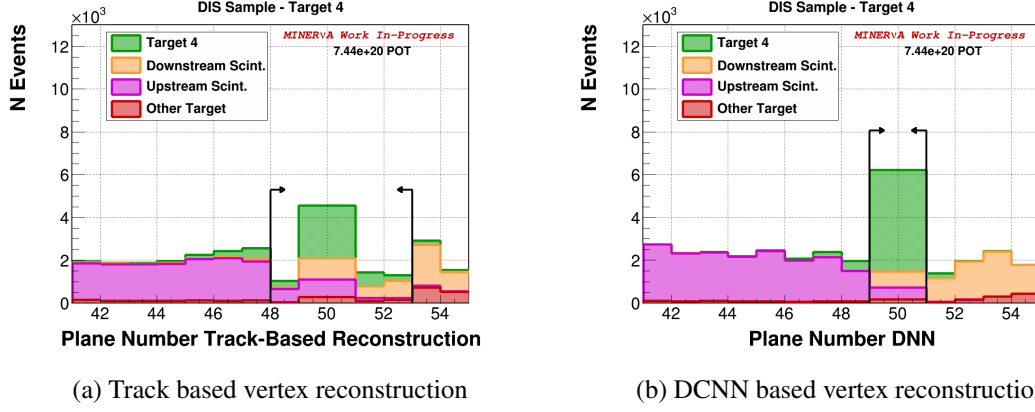 DIS Sample - Target 4
×10³
MINERνA Work In-Progress
7.44e+20 POT
Target 4
Downstream Scint.
Upstream Scint.
Other Target
N Events
12
10
8
6
4
2
0
42 44 46 48 50 52 54
Plane Number Track-Based Reconstruction
(a) Track based vertex reconstruction
DIS Sample - Target 4
×10³
MINERνA Work In-Progress
7.44e+20 POT
Target 4
Downstream Scint.
Upstream Scint.
Other Target
N Events
12
10
8
6
4
2
0
42 44 46 48 50 52 54
Plane Number DNN
(b) DCNN based vertex reconstructio